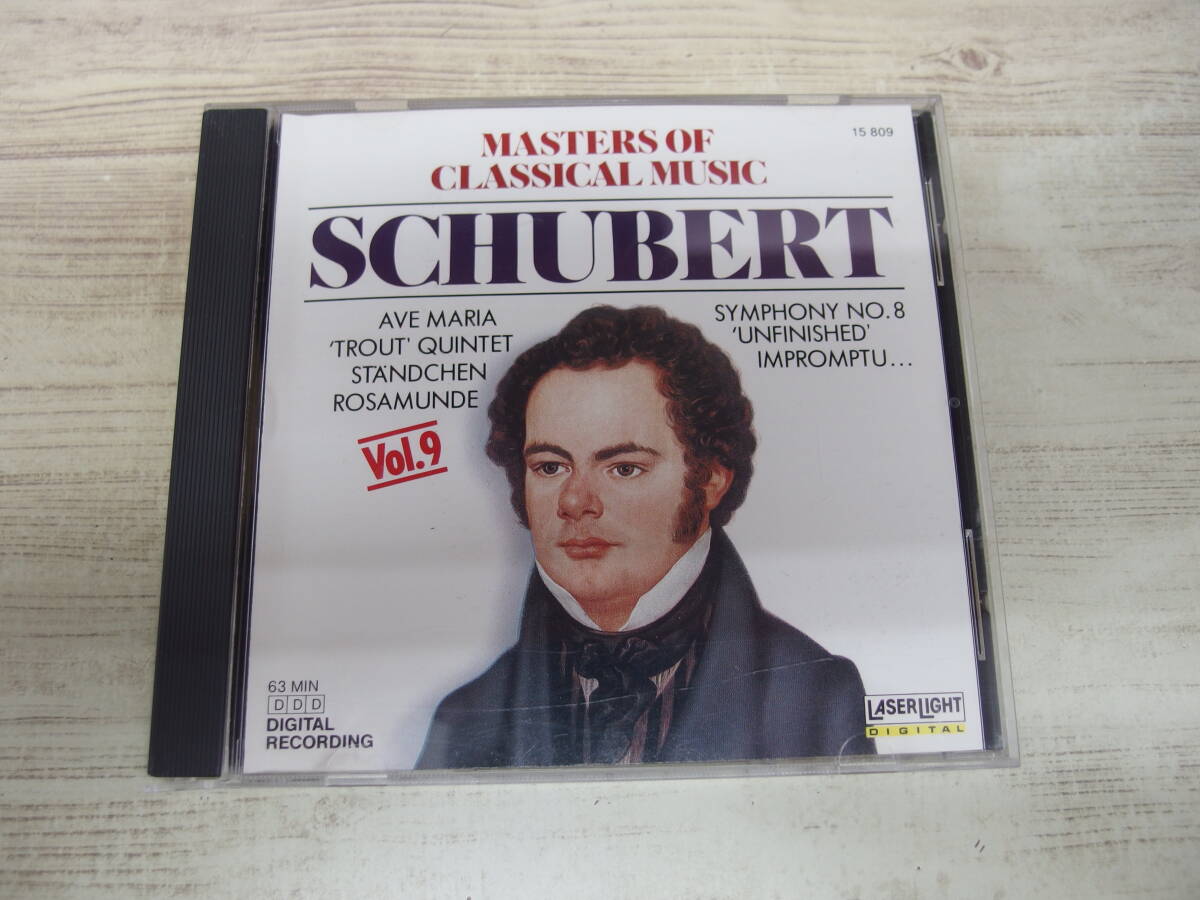 MASTERS OF
CLASSICAL MUSIC
15 809
SCHUBERT
AVE MARIA
'TROUT' QUINTET
STÄNDCHEN
ROSAMUNDE
SYMPHONY NO.8
'UNFINISHED'
IMPROMPTU...
Vol.9
63 MIN
DDD
DIGITAL
RECORDING
LASERLIGHT
DIGITAL